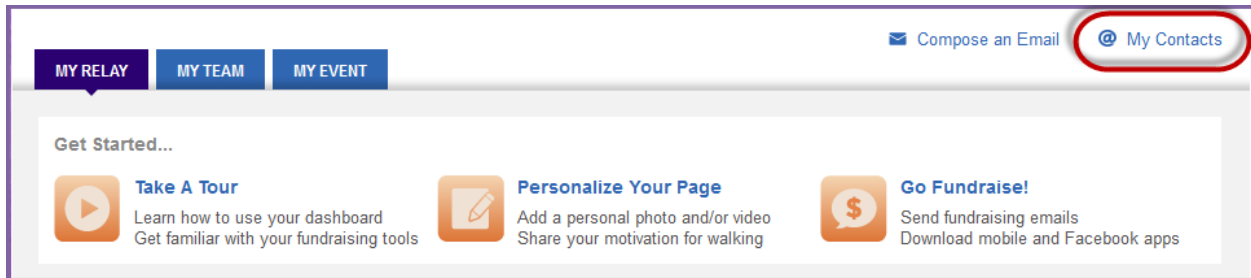 Compose an Email
@ My Contacts
MY RELAY MY TEAM MY EVENT
Get Started...
Take A Tour
Learn how to use your dashboard
Get familiar with your fundraising tools
Personalize Your Page
Add a personal photo and/or video
Share your motivation for walking
$
Go Fundraise!
Send fundraising emails
Download mobile and Facebook apps